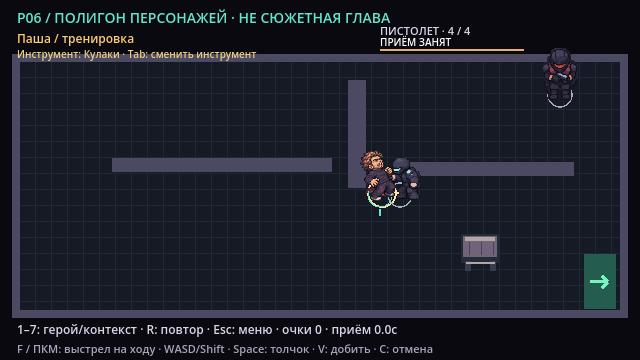 P06 / ПОЛИГОН ПЕРСОНАЖЕЙ · НЕ СЮЖЕТНАЯ ГЛАВА
ПИСТОЛЕТ · 4 / 4
Паша / тренировка
ПРИЁМ ЗАНЯТ
Инструмент: Кулаки · Tab: сменить инструмент
1–7: герой/контекст · R: повтор · Esc: меню · очки 0 · приём 0.0с
F / ПКМ: выстрел на ходу · WASD/Shift · Space: толчок · V: добить · C: отмена